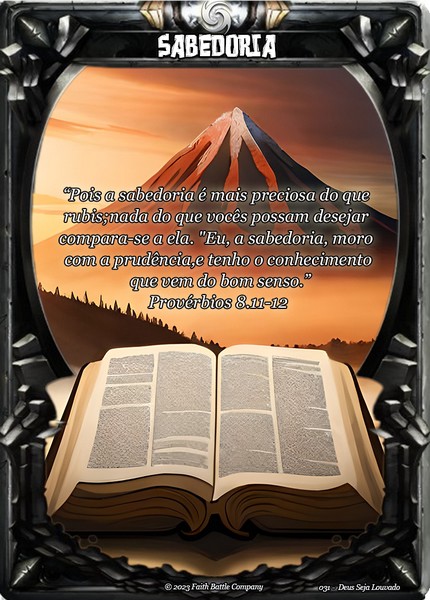 SABEDORIA
“Pois a sabedoria é mais preciosa do que
rubis;nada do que vocês possam desejar
compara-se a ela. "Eu, a sabedoria, moro
com a prudência,e tenho o conhecimento
que vem do bom senso.”
Provérbios 8.11-12
© 2023 Faith Battle Company
031 - Deus Seja Louvado